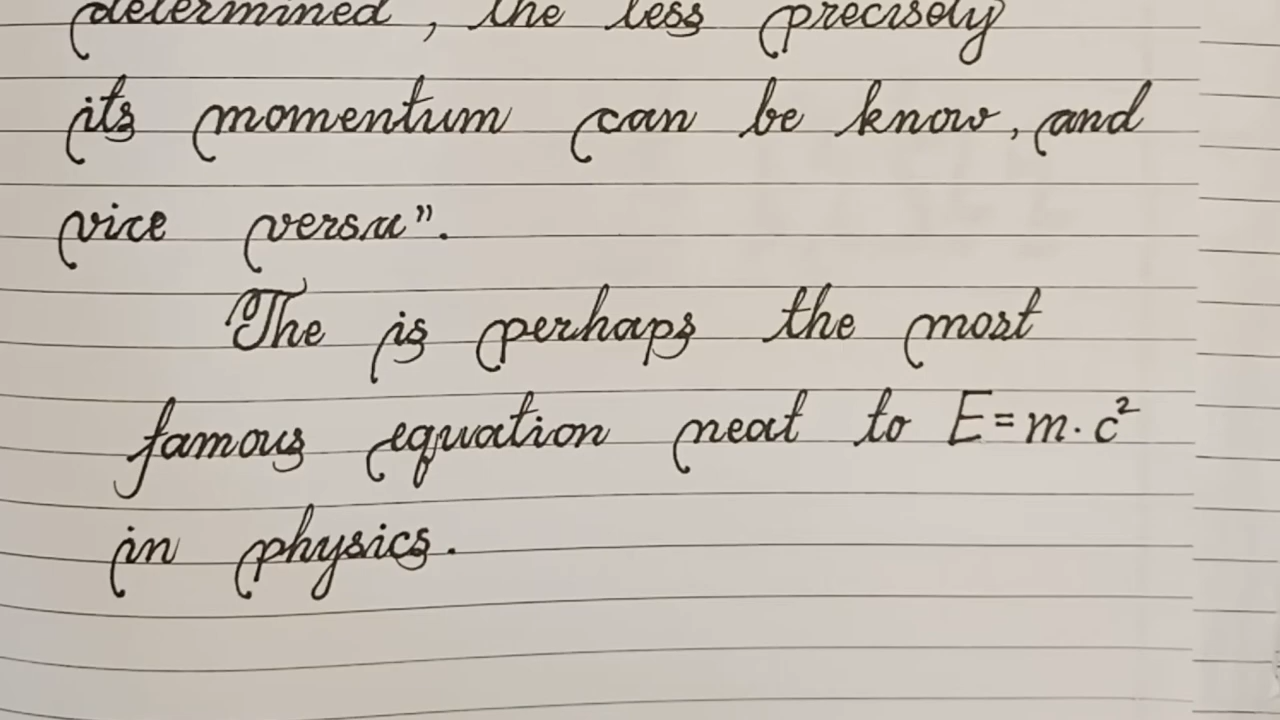 determined, the less precisely
its momentum can be know, and
vice versa".
The is perhaps the most
famous equation neat to E=m.c²
in physics.